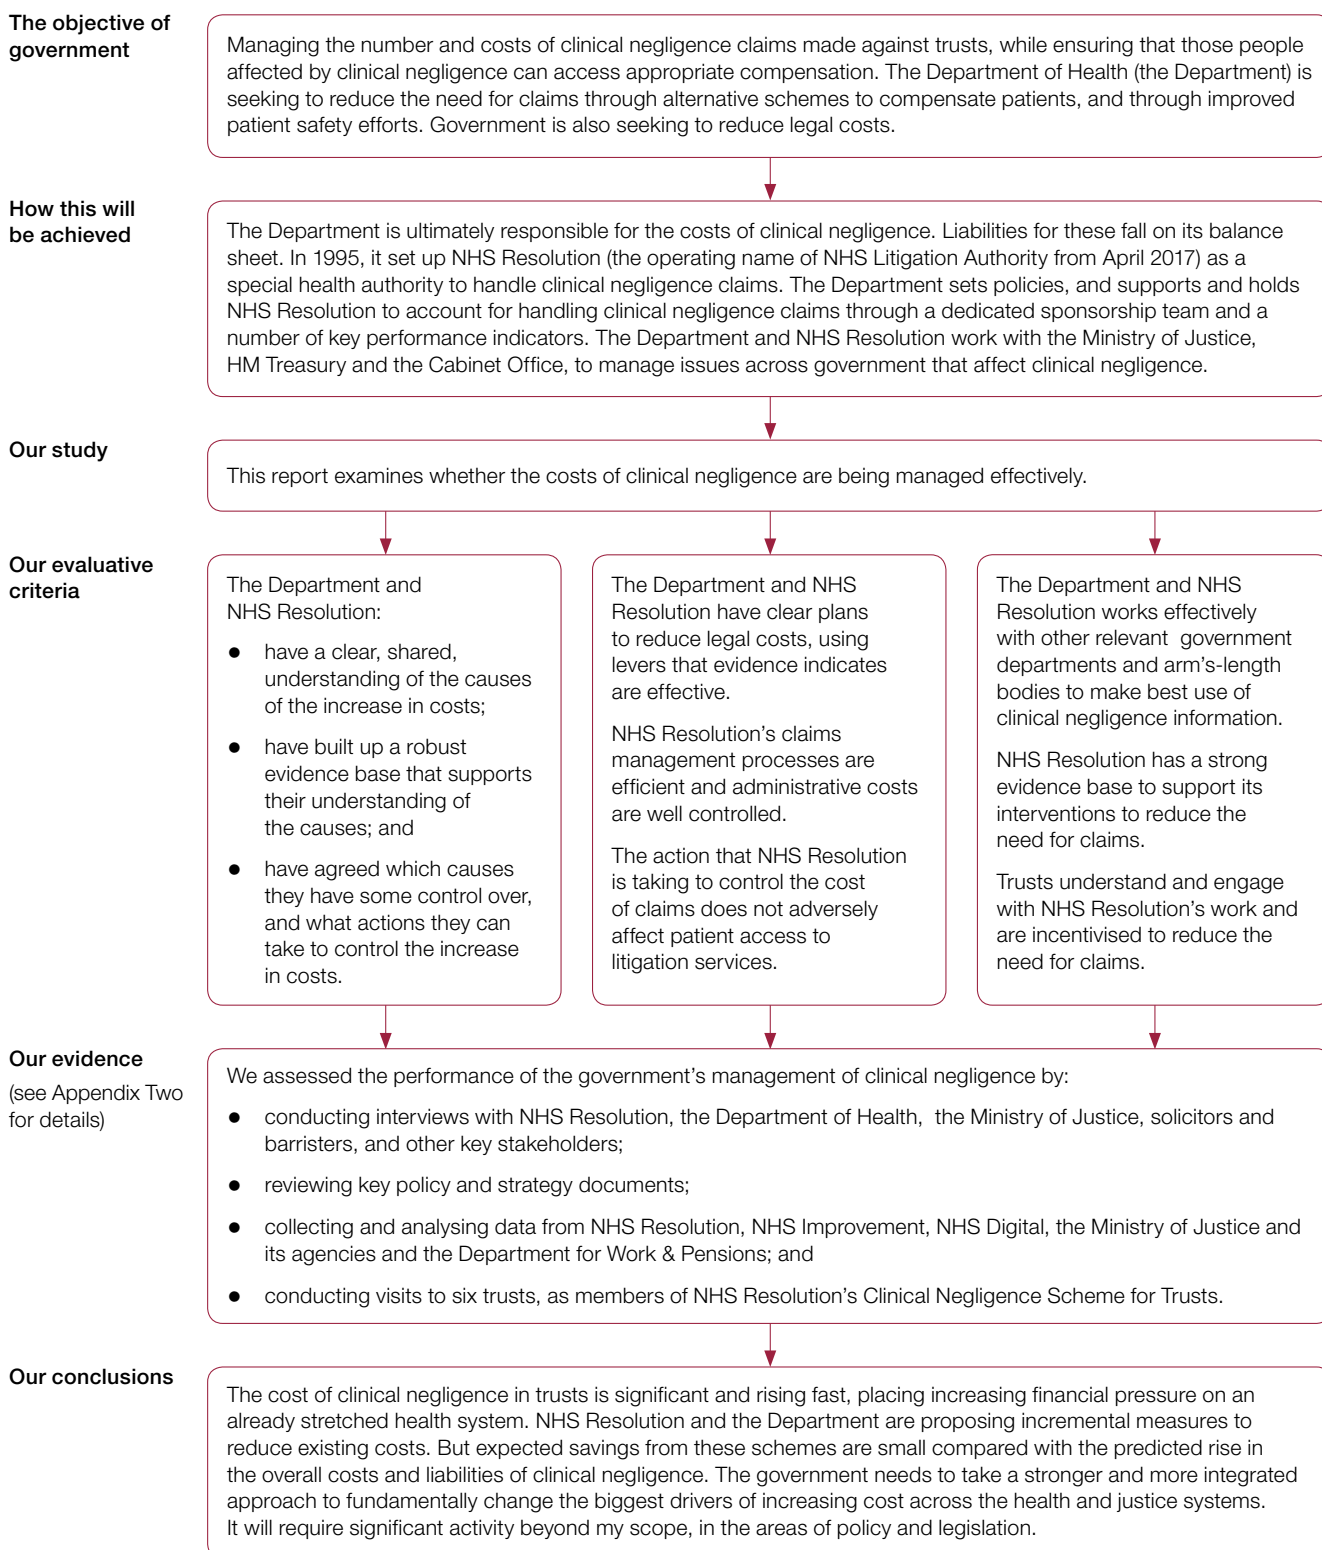 The objective of
government
Managing the number and costs of clinical negligence claims made against trusts, while ensuring that those people
affected by clinical negligence can access appropriate compensation. The Department of Health (the Department) is
seeking to reduce the need for claims through alternative schemes to compensate patients, and through improved
patient safety efforts. Government is also seeking to reduce legal costs.
How this will
be achieved
The Department is ultimately responsible for the costs of clinical negligence. Liabilities for these fall on its balance
sheet. In 1995, it set up NHS Resolution (the operating name of NHS Litigation Authority from April 2017) as a
special health authority to handle clinical negligence claims. The Department sets policies, and supports and holds
NHS Resolution to account for handling clinical negligence claims through a dedicated sponsorship team and a
number of key performance indicators. The Department and NHS Resolution work with the Ministry of Justice,
HM Treasury and the Cabinet Office, to manage issues across government that affect clinical negligence.
Our study
This report examines whether the costs of clinical negligence are being managed effectively.
Our evaluative
criteria
The Department and
NHS Resolution:
● have a clear, shared,
understanding of the causes
of the increase in costs;
● have built up a robust
evidence base that supports
their understanding of
the causes; and
● have agreed which causes
they have some control over,
and what actions they can
take to control the increase
in costs.
The Department and NHS
Resolution have clear plans
to reduce legal costs, using
levers that evidence indicates
are effective.
NHS Resolution's claims
management processes are
efficient and administrative costs
are well controlled.
The action that NHS Resolution
is taking to control the cost
of claims does not adversely
affect patient access to
litigation services.
The Department and NHS
Resolution works effectively
with other relevant government
departments and arm's-length
bodies to make best use of
clinical negligence information.
NHS Resolution has a strong
evidence base to support its
interventions to reduce the
need for claims.
Trusts understand and engage
with NHS Resolution's work and
are incentivised to reduce the
need for claims.
Our evidence
(see Appendix Two
for details)
We assessed the performance of the government's management of clinical negligence by:
● conducting interviews with NHS Resolution, the Department of Health, the Ministry of Justice, solicitors and
barristers, and other key stakeholders;
● reviewing key policy and strategy documents;
● collecting and analysing data from NHS Resolution, NHS Improvement, NHS Digital, the Ministry of Justice and
its agencies and the Department for Work & Pensions; and
● conducting visits to six trusts, as members of NHS Resolution's Clinical Negligence Scheme for Trusts.
Our conclusions
The cost of clinical negligence in trusts is significant and rising fast, placing increasing financial pressure on an
already stretched health system. NHS Resolution and the Department are proposing incremental measures to
reduce existing costs. But expected savings from these schemes are small compared with the predicted rise in
the overall costs and liabilities of clinical negligence. The government needs to take a stronger and more integrated
approach to fundamentally change the biggest drivers of increasing cost across the health and justice systems.
It will require significant activity beyond my scope, in the areas of policy and legislation.